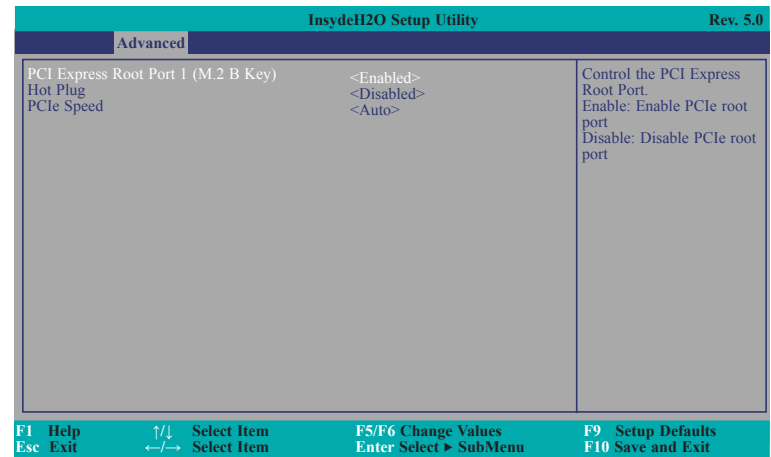 InsydeH2O Setup Utility Rev. 5.0
Advanced
PCI Express Root Port 1 (M.2 B Key) <Enabled>
Hot Plug <Disabled>
PCIe Speed <Auto>
Control the PCI Express
Root Port.
Enable: Enable PCIe root
port
Disable: Disable PCIe root
port
F1 Help ↑/↓ Select Item F5/F6 Change Values F9 Setup Defaults
Esc Exit ←/→ Select Item Enter Select ► SubMenu F10 Save and Exit